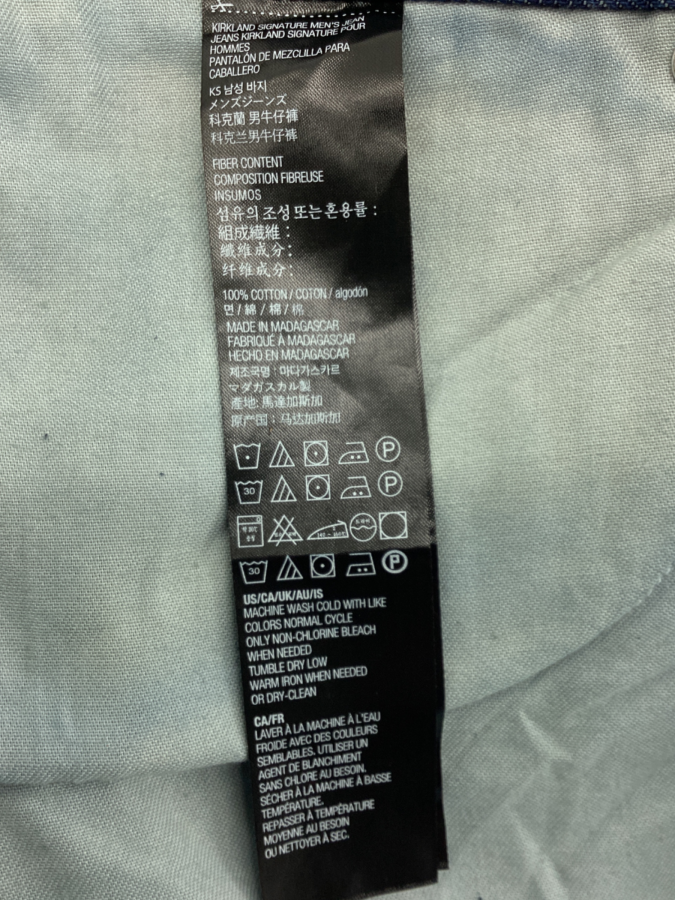 KIRKLAND SIGNATURE MEN'S JEAN
JEANS KIRKLAND SIGNATURE POUR
HOMMES
PANTALÓN DE MEZCLILLA PARA
CABALLERO
KS 남성 바지
メンズジーンズ
科克蘭 男牛仔褲
科克兰男牛仔裤
FIBER CONTENT
COMPOSITION FIBREUSE
INSUMOS
섬유의 조성 또는 혼용률 :
組成繊維 :
纖維成分 :
纤维成分 :
100% COTTON / COTON / algodón
면 / 綿 / 棉 / 棉
MADE IN MADAGASCAR
FABRIQUÉ À MADAGASCAR
HECHO EN MADAGASCAR
제조국명 : 마다가스카르
マダガスカル製
產地: 馬達加斯加
原产国 : 马达加斯加
P
30 P
30 P
US/CA/UK/AU/IS
MACHINE WASH COLD WITH LIKE
COLORS NORMAL CYCLE
ONLY NON-CHLORINE BLEACH
WHEN NEEDED
TUMBLE DRY LOW
WARM IRON WHEN NEEDED
OR DRY-CLEAN
CA/FR
LAVER À LA MACHINE À L'EAU
FROIDE AVEC DES COULEURS
SEMBLABLES. UTILISER UN
AGENT DE BLANCHIMENT
SANS CHLORE AU BESOIN.
SÉCHER À LA MACHINE À BASSE
TEMPÉRATURE.
REPASSER À TEMPÉRATURE
MOYENNE AU BESOIN
OU NETTOYER À SEC.